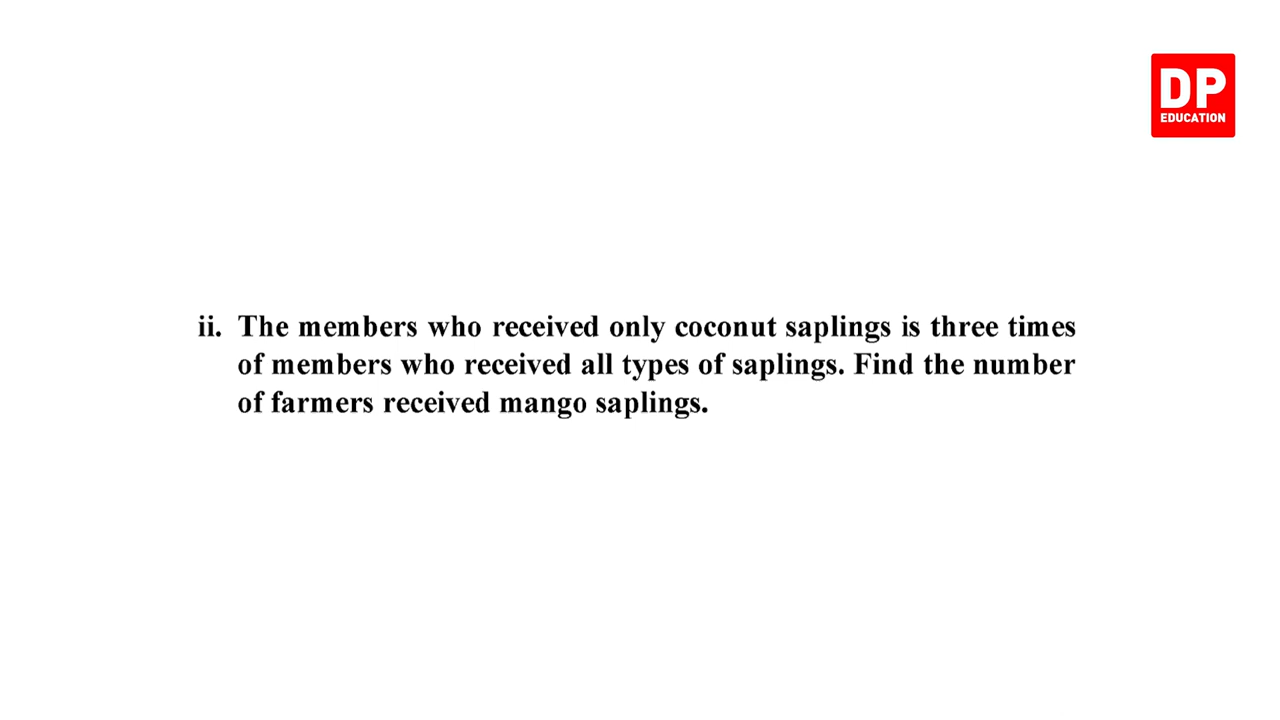 DP
EDUCATION
ii. The members who received only coconut saplings is three times
of members who received all types of saplings. Find the number
of farmers received mango saplings.